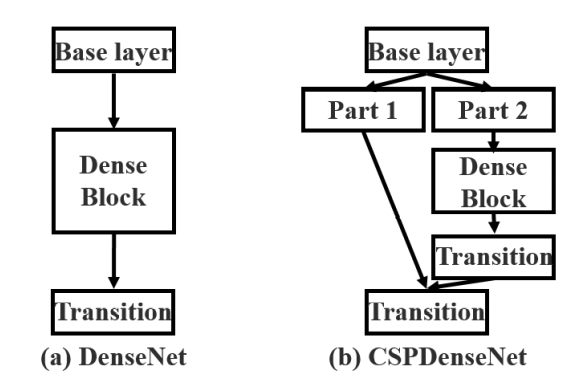 Base layer
Dense
Block
Transition
(a) DenseNet
Base layer
Part 1
Part 2
Dense
Block
Transition
Transition
(b) CSPDenseNet